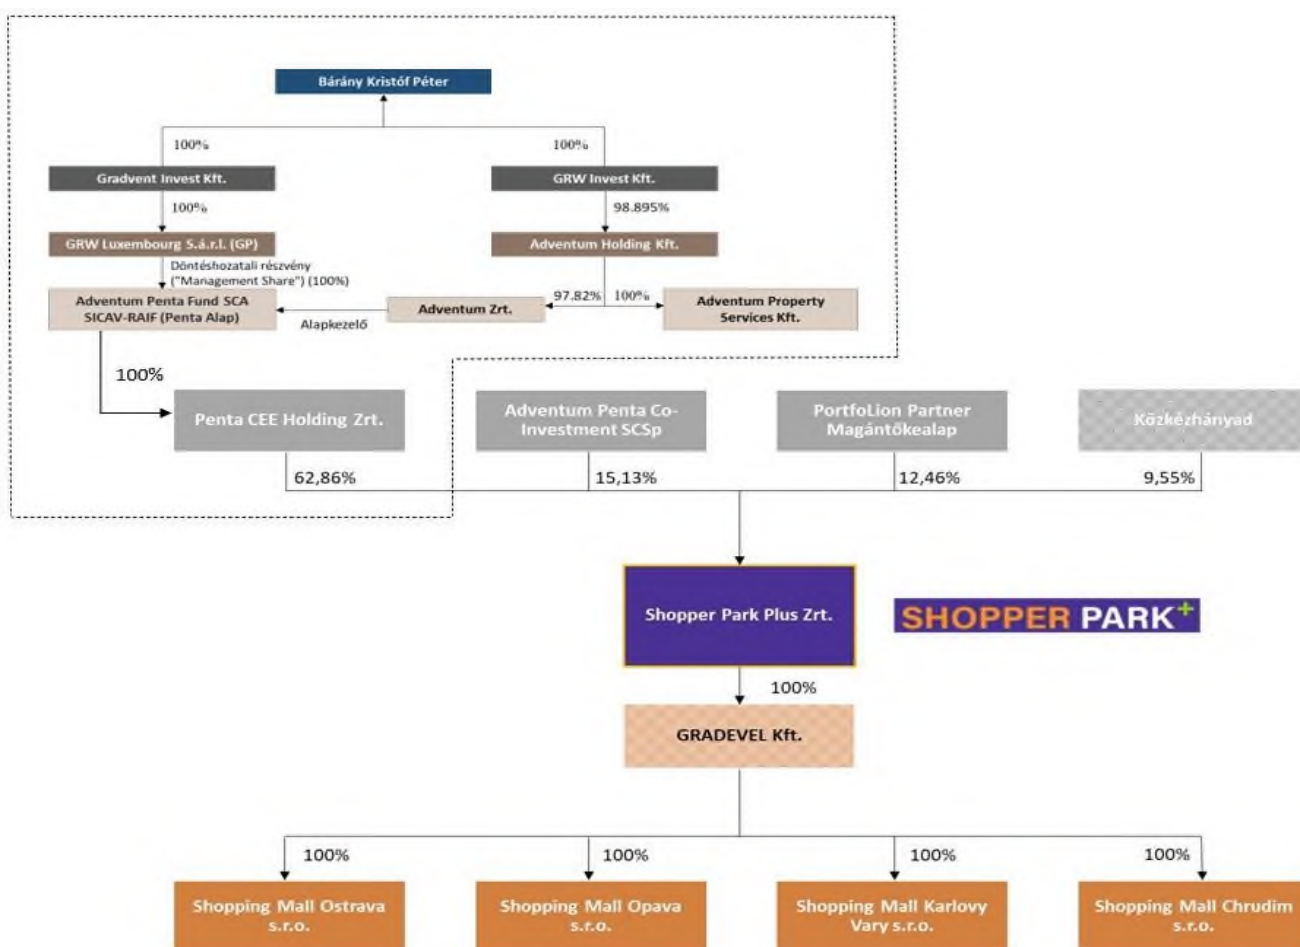 Bárány Kristóf Péter
100%
100%
Gradvent Invest Kft.
GRW Invest Kft.
100%
98.895%
GRW Luxembourg S.á.r.l. (GP)
Adventum Holding Kft.
Döntéshozatali részvény
("Management Share") (100%)
Adventum Penta Fund SCA
SICAV-RAIF (Penta Alap)
Alapkezelő
Adventum Zrt.
97.82%
100%
Adventum Property
Services Kft.
100%
Penta CEE Holding Zrt.
Adventum Penta Co-
Investment SCSp
PortfoLion Partner
Magántőkealap
Közkézhányad
62,86%
15,13%
12,46%
9,55%
Shopper Park Plus Zrt.
SHOPPER PARK+
100%
GRADEVEL Kft.
100%
100%
100%
100%
Shopping Mall Ostrava
s.r.o.
Shopping Mall Opava
s.r.o.
Shopping Mall Karlovy
Vary s.r.o.
Shopping Mall Chrudim
s.r.o.